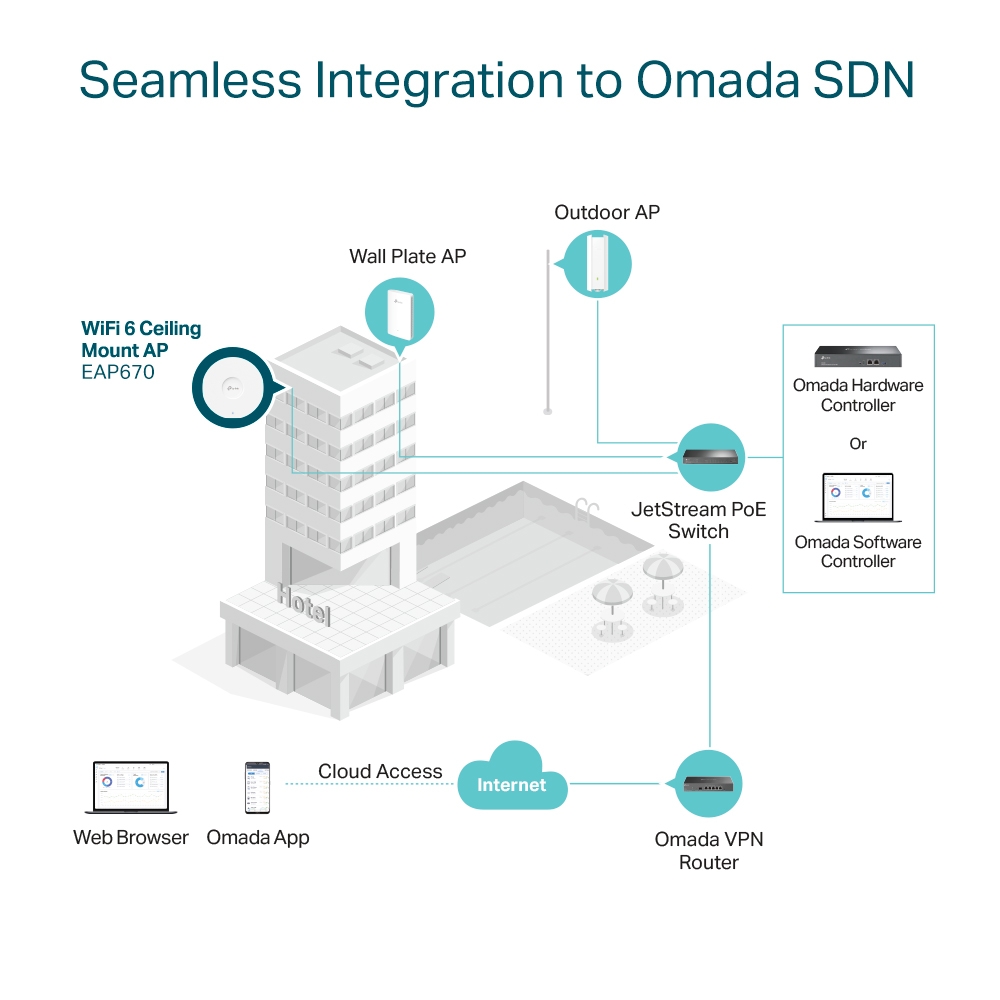 Seamless Integration to Omada SDN
Outdoor AP
Wall Plate AP
WiFi 6 Ceiling
Mount AP
EAP670
Omada Hardware
Controller
Or
Omada Software
Controller
JetStream PoE
Switch
Hotel
Cloud Access
Internet
Web Browser
Omada App
Omada VPN
Router